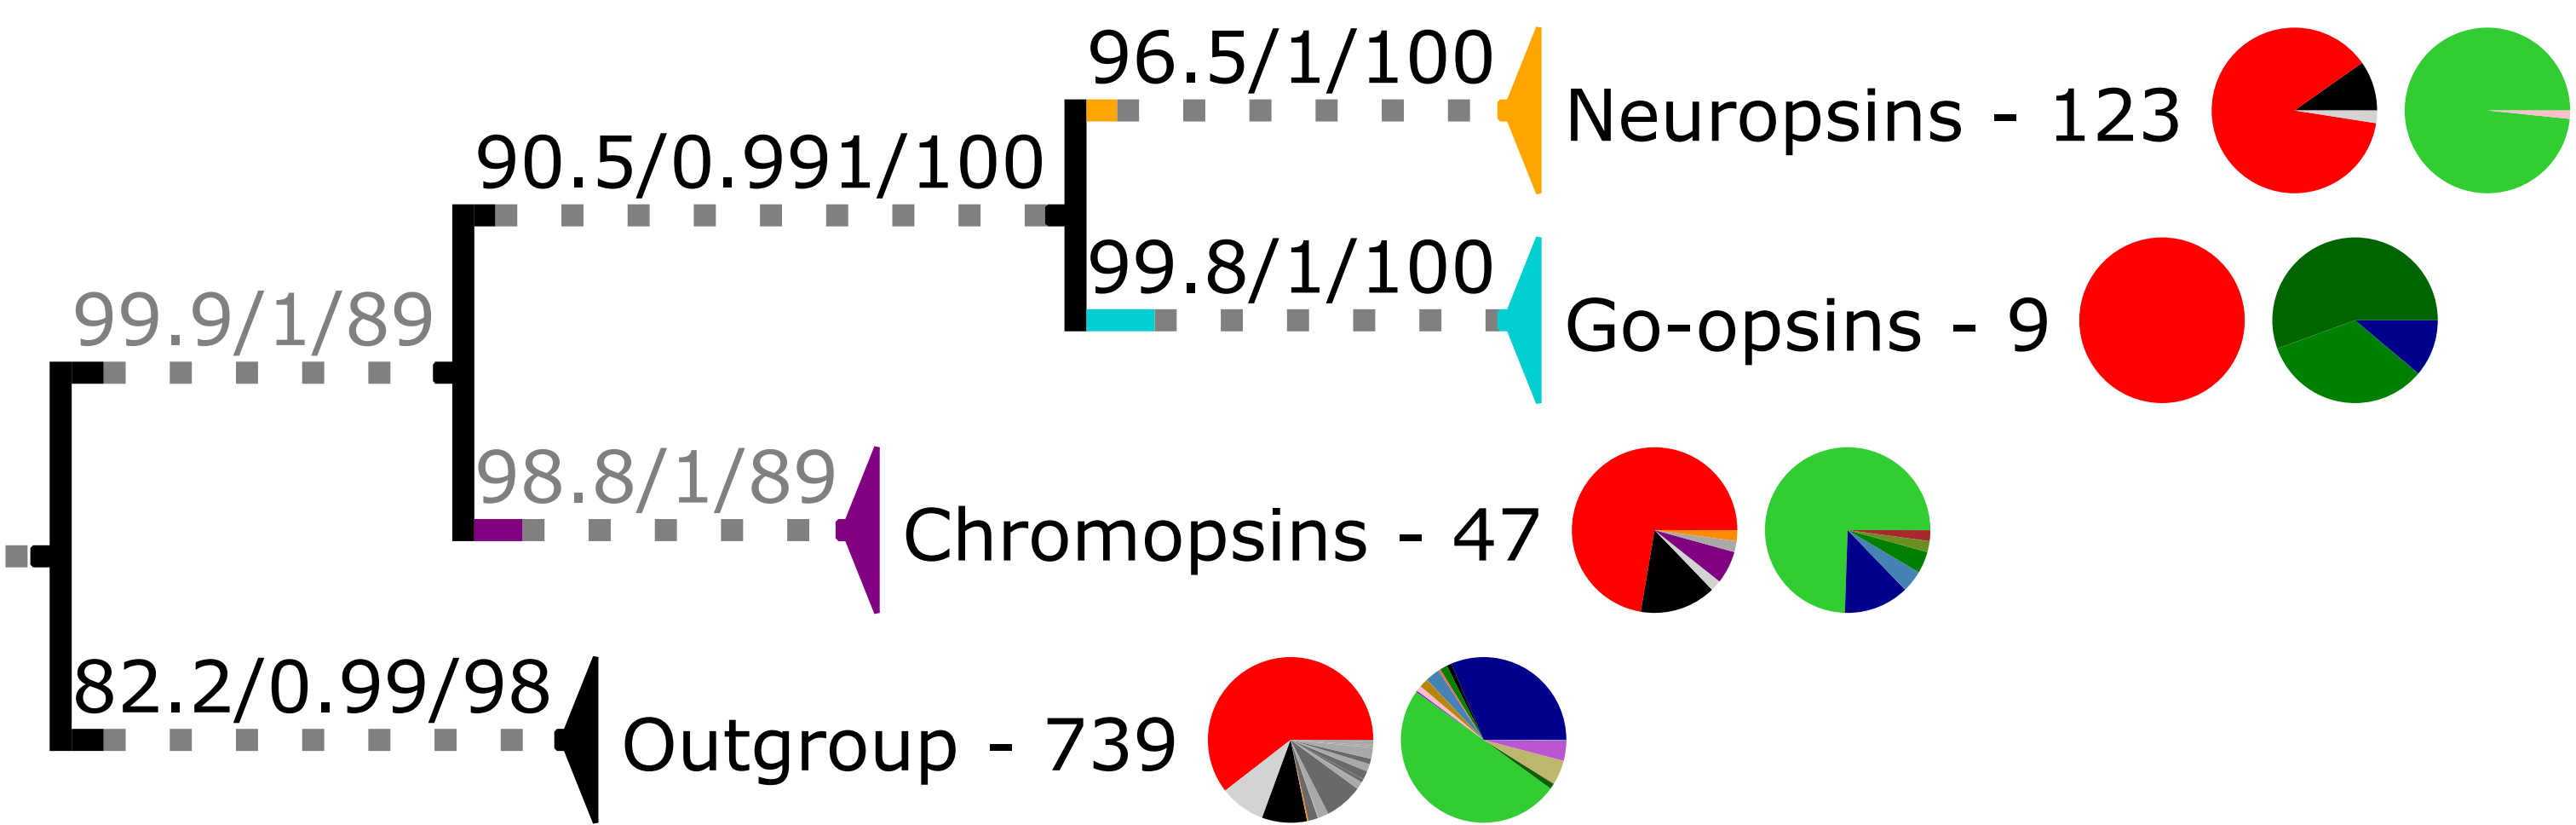 96.5/1/100
Neuropsins - 123
90.5/0.991/100
99.8/1/100
Go-opsins - 9
99.9/1/89
98.8/1/89
Chromopsins - 47
82.2/0.99/98
Outgroup - 739